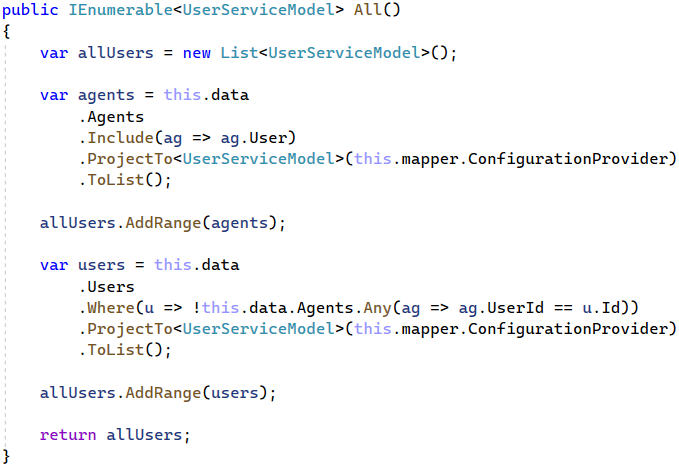 public IEnumerable<UserServiceModel> All()
{
    var allUsers = new List<UserServiceModel>();

    var agents = this.data
        .Agents
        .Include(ag => ag.User)
        .ProjectTo<UserServiceModel>(this.mapper.ConfigurationProvider)
        .ToList();

    allUsers.AddRange(agents);

    var users = this.data
        .Users
        .Where(u => !this.data.Agents.Any(ag => ag.UserId == u.Id))
        .ProjectTo<UserServiceModel>(this.mapper.ConfigurationProvider)
        .ToList();

    allUsers.AddRange(users);

    return allUsers;
}